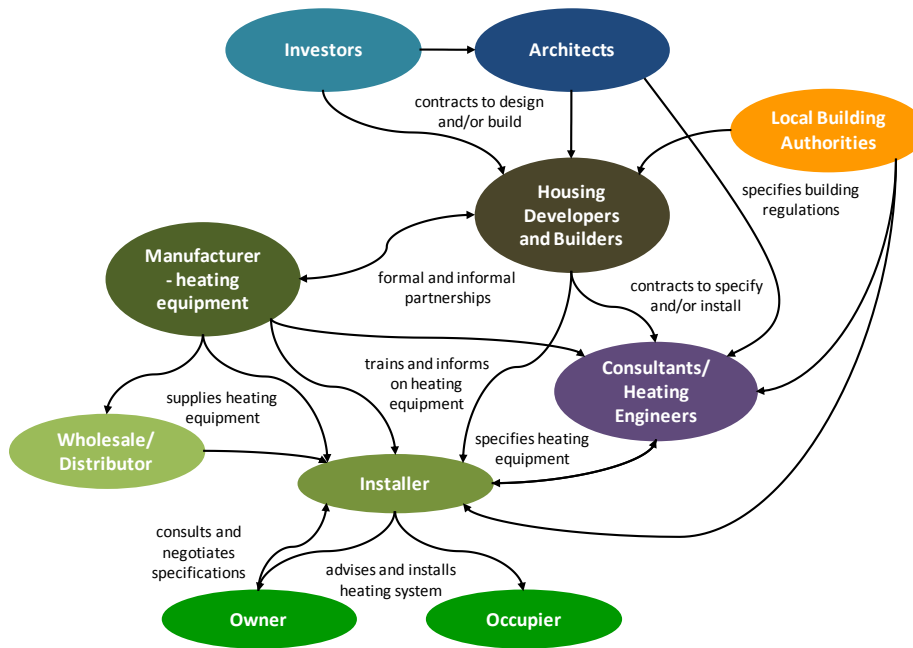 Investors
Architects
contracts to design
and/or build
Local Building
Authorities
Housing
Developers
and Builders
specifies building
regulations
Manufacturer
- heating
equipment
formal and informal
partnerships
contracts to specify
and/or install
trains and informs
on heating
equipment
Consultants/
Heating
Engineers
supplies heating
equipment
Wholesale/
Distributor
specifies heating
equipment
Installer
consults and
negotiates
specifications
advises and installs
heating system
Owner
Occupier